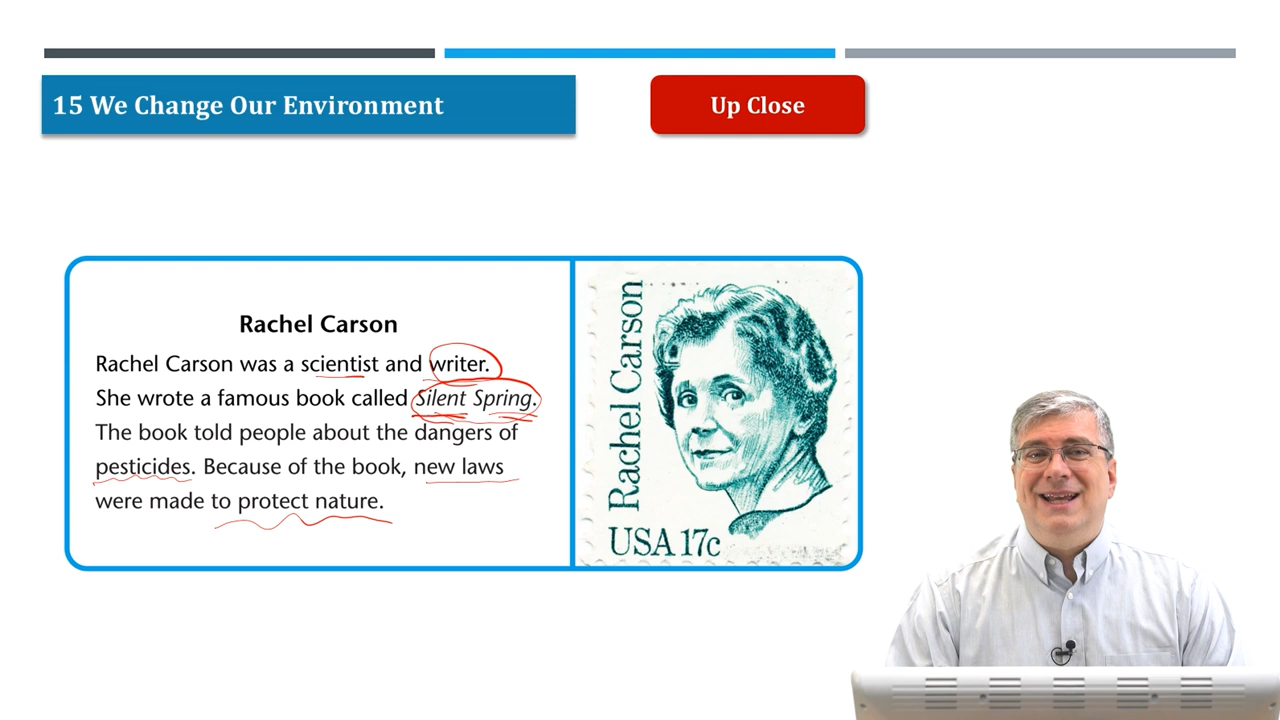 15 We Change Our Environment
Up Close
Rachel Carson
Rachel Carson was a scientist and writer.
She wrote a famous book called Silent Spring.
The book told people about the dangers of
pesticides. Because of the book, new laws
were made to protect nature.
Rachel Carson
USA 17c